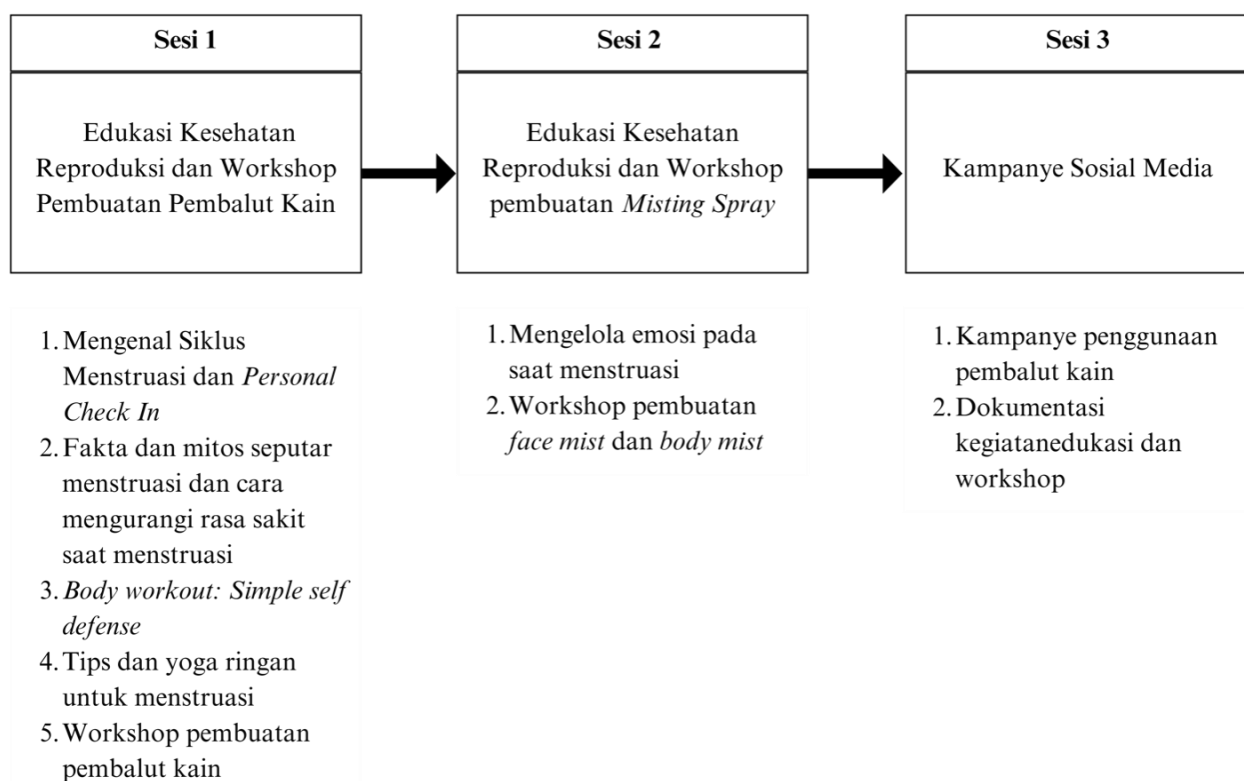 Sesi 1
Edukasi Kesehatan
Reproduksi dan Workshop
Pembuatan Pembalut Kain
1. Mengenal Siklus
Menstruasi dan Personal
Check In
2. Fakta dan mitos seputar
menstruasi dan cara
mengurangi rasa sakit
saat menstruasi
3. Body workout: Simple self
defense
4. Tips dan yoga ringan
untuk menstruasi
5. Workshop pembuatan
pembalut kain
Sesi 2
Edukasi Kesehatan
Reproduksi dan Workshop
pembuatan Misting Spray
1. Mengelola emosi pada
saat menstruasi
2. Workshop pembuatan
face mist dan body mist
Sesi 3
Kampanye Sosial Media
1. Kampanye penggunaan
pembalut kain
2. Dokumentasi
kegiatanedukasi dan
workshop